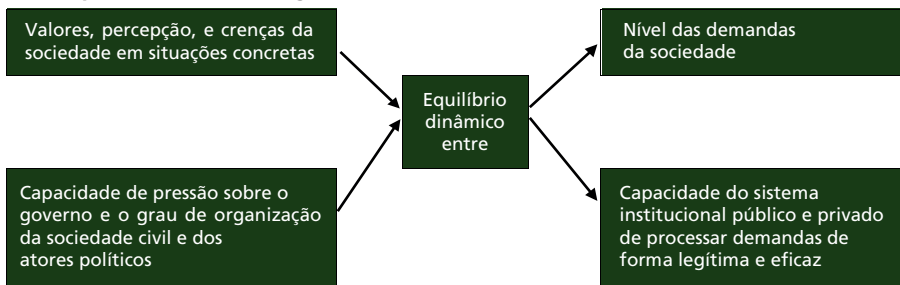 Valores, percepção, e crenças da
sociedade em situações concretas
Nível das demandas
da sociedade
Equilíbrio
dinâmico
entre
Capacidade de pressão sobre o
governo e o grau de organização
da sociedade civil e dos
atores políticos
Capacidade do sistema
institucional público e privado
de processar demandas de
forma legítima e eficaz